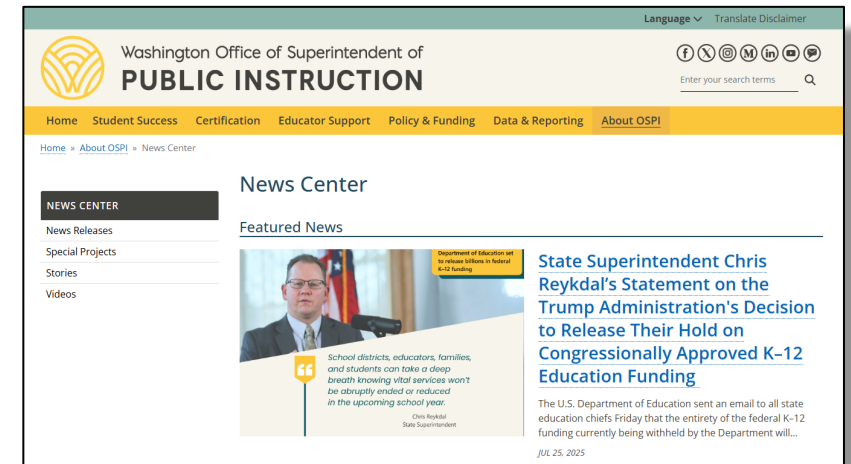 Language Translate Disclaimer
Washington Office of Superintendent of
PUBLIC INSTRUCTION
Enter your search terms
Home Student Success Certification Educator Support Policy & Funding Data & Reporting About OSPI
Home » About OSPI » News Center
NEWS CENTER
News Releases
Special Projects
Stories
Videos
News Center
Featured News
Department of Education set
to release billions in federal
K–12 funding
School districts, educators, families,
and students can take a deep
breath knowing vital services won't
be abruptly ended or reduced
in the upcoming school year.
Chris Reykdal
State Superintendent
State Superintendent Chris
Reykdal’s Statement on the
Trump Administration's Decision
to Release Their Hold on
Congressionally Approved K–12
Education Funding
The U.S. Department of Education sent an email to all state
education chiefs Friday that the entirety of the federal K–12
funding currently being withheld by the Department will...
JUL 25, 2025